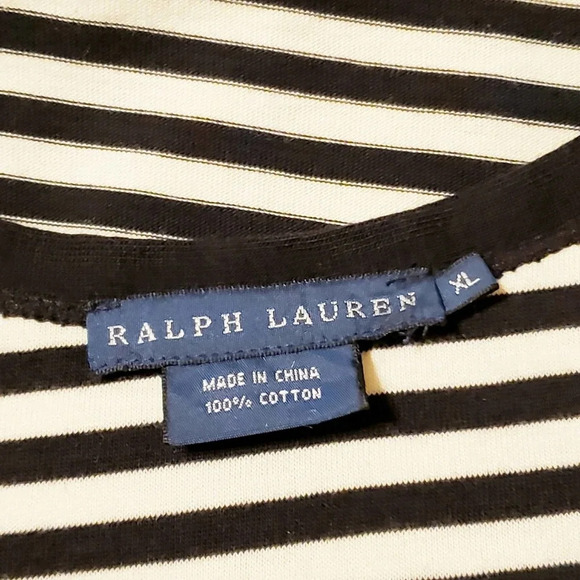 RALPH LAUREN
XL
MADE IN CHINA
100% COTTON